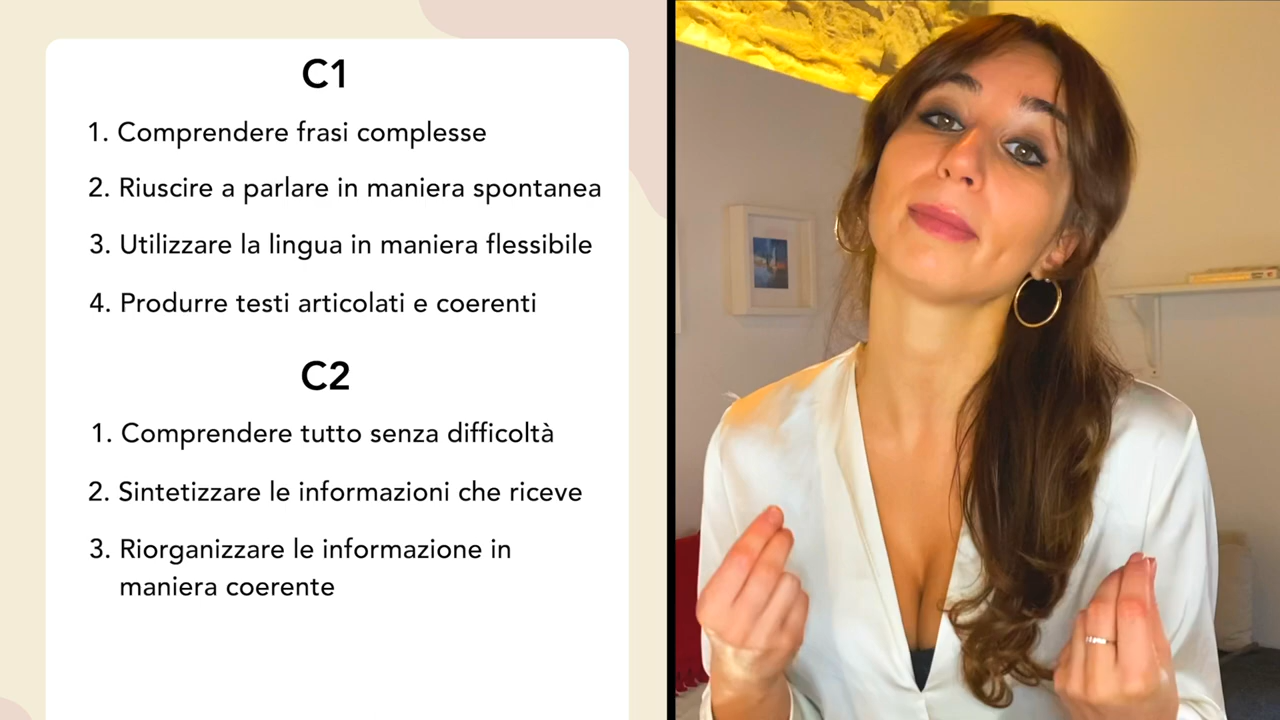 C1
1. Comprendere frasi complesse
2. Riuscire a parlare in maniera spontanea
3. Utilizzare la lingua in maniera flessibile
4. Produrre testi articolati e coerenti
C2
1. Comprendere tutto senza difficoltà
2. Sintetizzare le informazioni che riceve
3. Riorganizzare le informazione in
maniera coerente